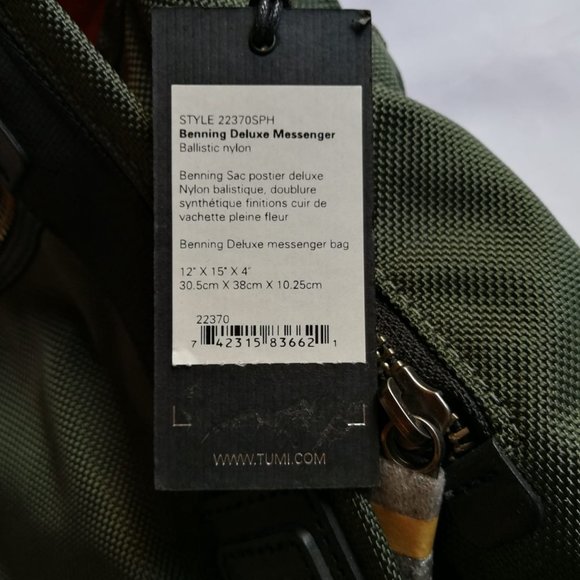 STYLE 22370SPH
Benning Deluxe Messenger
Ballistic nylon
Benning Sac postier deluxe
Nylon balistique, doublure
synthétique finitions cuir de
vachette pleine fleur
Benning Deluxe messenger bag
12" X 15" X 4"
30.5cm X 38cm X 10.25cm
22370
7 42315 83662 1
WWW.TUMI.COM